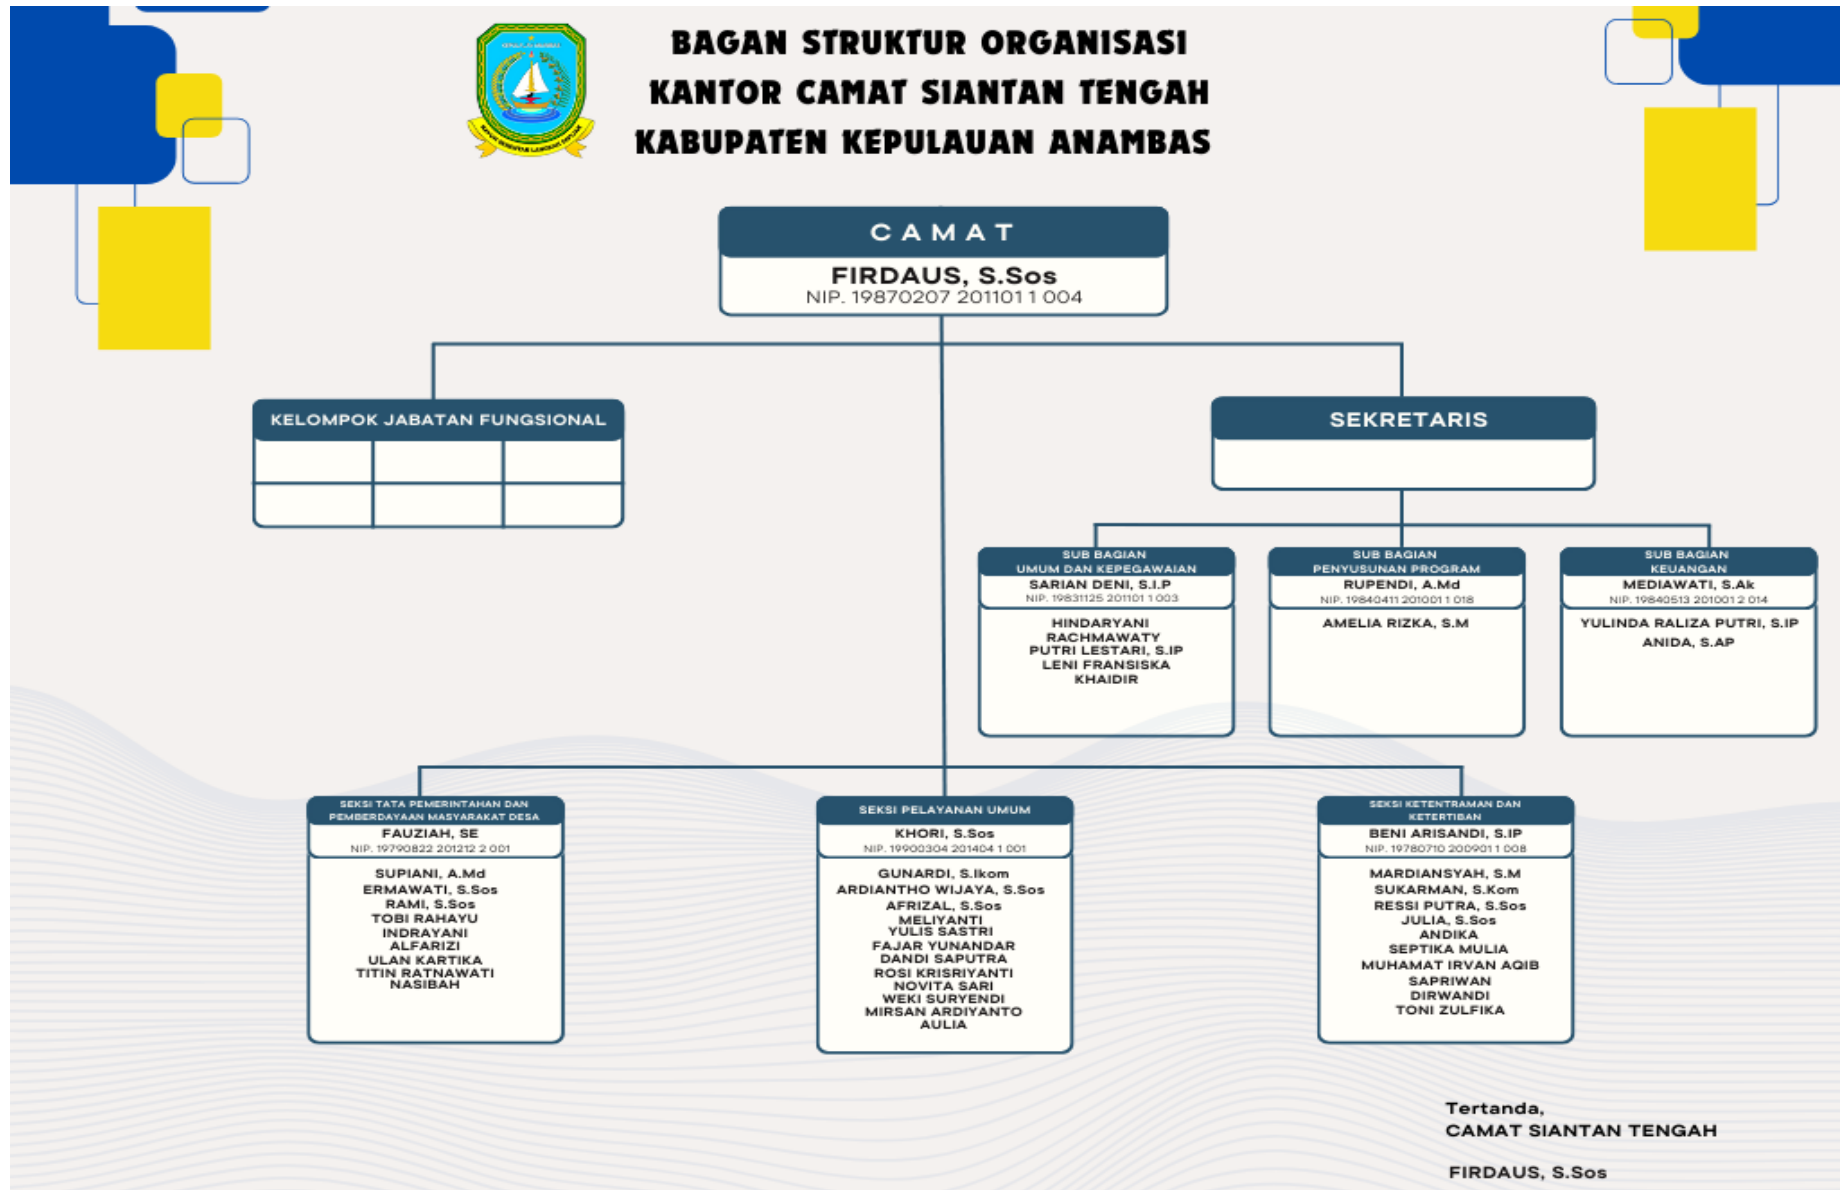 BAGAN STRUKTUR ORGANISASI
KANTOR CAMAT SIANTAN TENGAH
KABUPATEN KEPULAUAN ANAMBAS
CAMAT
FIRDAUS, S.Sos
NIP. 19870207 201101 1 004
KELOMPOK JABATAN FUNGSIONAL
SEKRETARIS
SUB BAGIAN
UMUM DAN KEPEGAWAIAN
SARIAN DENI, S.I.P
NIP. 19831125 201101 1 003
HINDARYANI
RACHMAWATY
PUTRI LESTARI, S.IP
LENI FRANSISKA
KHAIDIR
SUB BAGIAN
PENYUSUNAN PROGRAM
RUPENDI, A.Md
NIP. 19840411 201001 1 018
AMELIA RIZKA, S.M
SUB BAGIAN
KEUANGAN
MEDIAWATI, S.Ak
NIP. 19840513 201001 2 014
YULINDA RALIZA PUTRI, S.IP
ANIDA, S.AP
SEKSI TATA PEMERINTAHAN DAN
PEMBERDAYAAN MASYARAKAT DESA
FAUZIAH, SE
NIP. 19790822 201212 2 001
SUPIANI, A.Md
ERMAWATI, S.Sos
RAMI, S.Sos
TOBI RAHAYU
INDRAYANI
ALFARIZI
ULAN KARTIKA
TITIN RATNAWATI
NASIBAH
SEKSI PELAYANAN UMUM
KHORI, S.Sos
NIP. 19900304 201404 1 001
GUNARDI, S.Ikom
ARDIANTHO WIJAYA, S.Sos
AFRIZAL, S.Sos
MELIYANTI
YULIS SASTRI
FAJAR YUNANDAR
DANDI SAPUTRA
ROSI KRISRIYANTI
NOVITA SARI
WEKI SURYENDI
MIRSAN ARDIYANTO
AULIA
SEKSI KETENTRAMAN DAN
KETERTIBAN
BENI ARISANDI, S.IP
NIP. 19780710 200901 1 008
MARDIANSYAH, S.M
SUKARMAN, S.Kom
RESSI PUTRA, S.Sos
JULIA, S.Sos
ANDIKA
SEPTIKA MULIA
MUHAMAT IRVAN AQIB
SAPRIWAN
DIRWANDI
TONI ZULFIKA
Tertanda,
CAMAT SIANTAN TENGAH
FIRDAUS, S.Sos